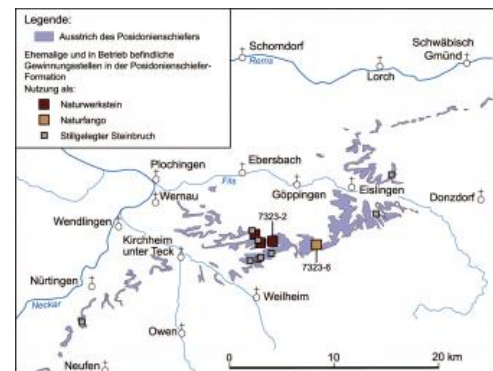 Legende:
Ausstrich des Posidonienschiefers
Ehemalige und in Betrieb befindliche
Gewinnungsstellen in der Posidonienschiefer-
Formation
Nutzung als:
Naturwerkstein
Naturfango
Stillgelegter Steinbruch
Schorndorf
Rems
Schwäbisch
Gmünd
Lorch
Plochingen
Ebersbach
Fils
Wernau
Göppingen
Eislingen
Donzdorf
Wendlingen
7323-2
Kirchheim
unter Teck
7323-6
Nürtingen
Weilheim
Neckar
Owen
Neufen
0
10
20 km